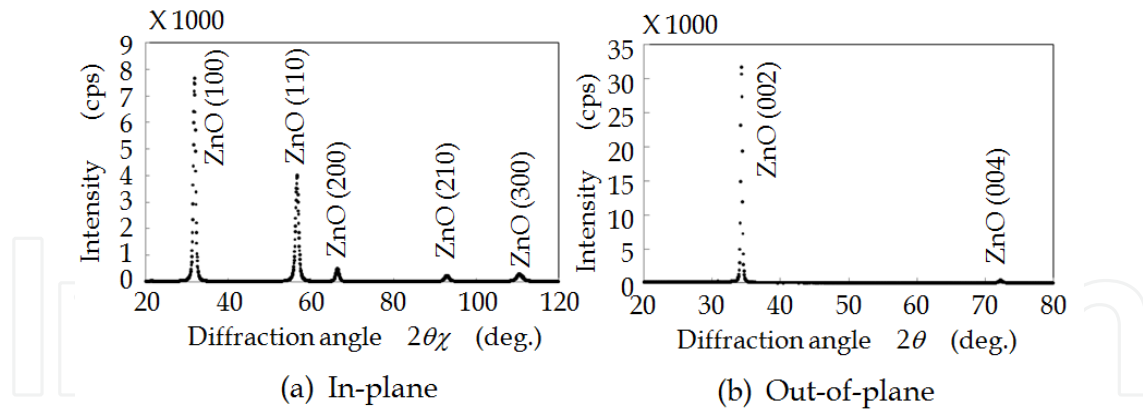 X 1000
9
8
7
6
5
4
3
2
1
0
Intensity (cps)
ZnO (100)
ZnO (110)
ZnO (200)
ZnO (210)
ZnO (300)
20 40 60 80 100 120
Diffraction angle 2θχ (deg.)
(a) In-plane
X 1000
35
30
25
20
15
10
5
0
Intensity (cps)
ZnO (002)
ZnO (004)
20 30 40 50 60 70 80
Diffraction angle 2θ (deg.)
(b) Out-of-plane